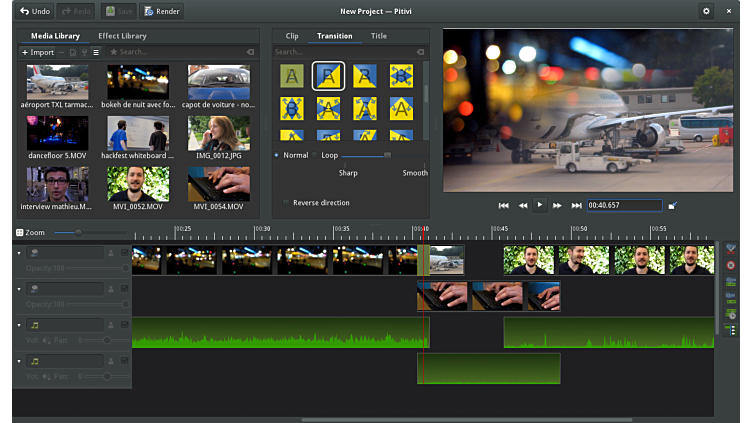 Undo Redo Save Render New Project — Pitivi
Media Library Effect Library
Import Search...
aéroport TXL tarmac... bokeh de nuit avec fo... capot de voiture - no...
dancefloor 5.MOV hackfest whiteboard ... IMG_0012.JPG
interview mathieu.M... MVI_0052.MOV MVI_0054.MOV
Clip Transition Title
Search...
Normal Loop
Sharp Smooth
Reverse direction
00:40.657
Zoom
00:25 00:30 00:35 00:40 00:45 00:50 00:55
Opacity:100
Opacity:100
Vol: Pan: 0
Vol: Pan: 0